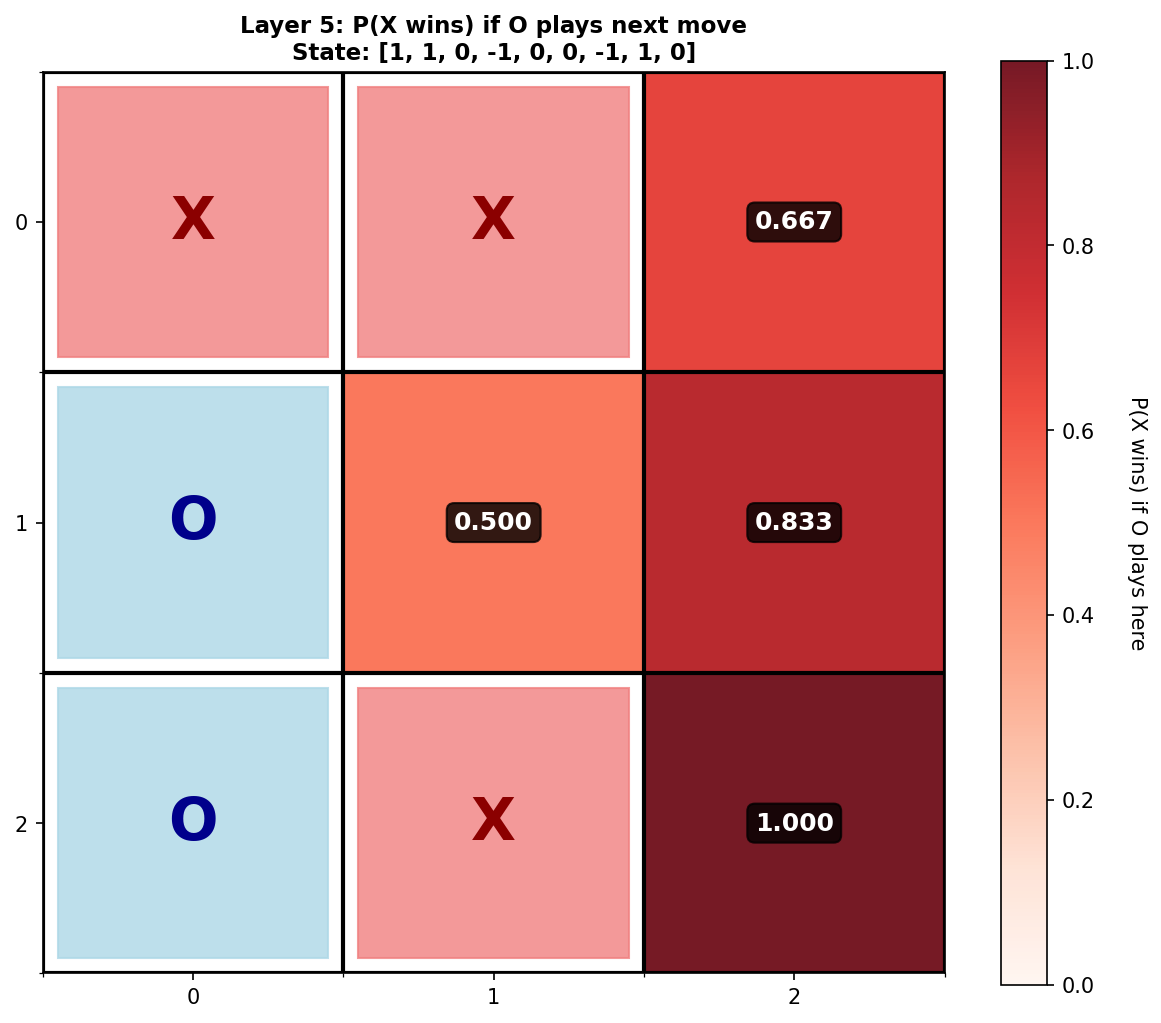 Layer 5: P(X wins) if O plays next move
State: [1, 1, 0, -1, 0, 0, -1, 1, 0]
0
X
X
0.667
1
O
0.500
0.833
2
O
X
1.000
0
1
2
1.0
0.8
0.6
0.4
0.2
0.0
P(X wins) if O plays here